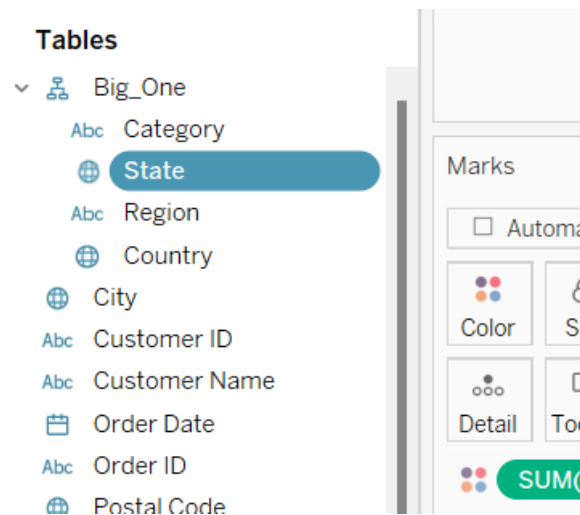 Tables
Big_One
Abc Category
State
Abc Region
Country
City
Abc Customer ID
Abc Customer Name
Order Date
Abc Order ID
Postal Code
Marks
Color
Detail
SUM(